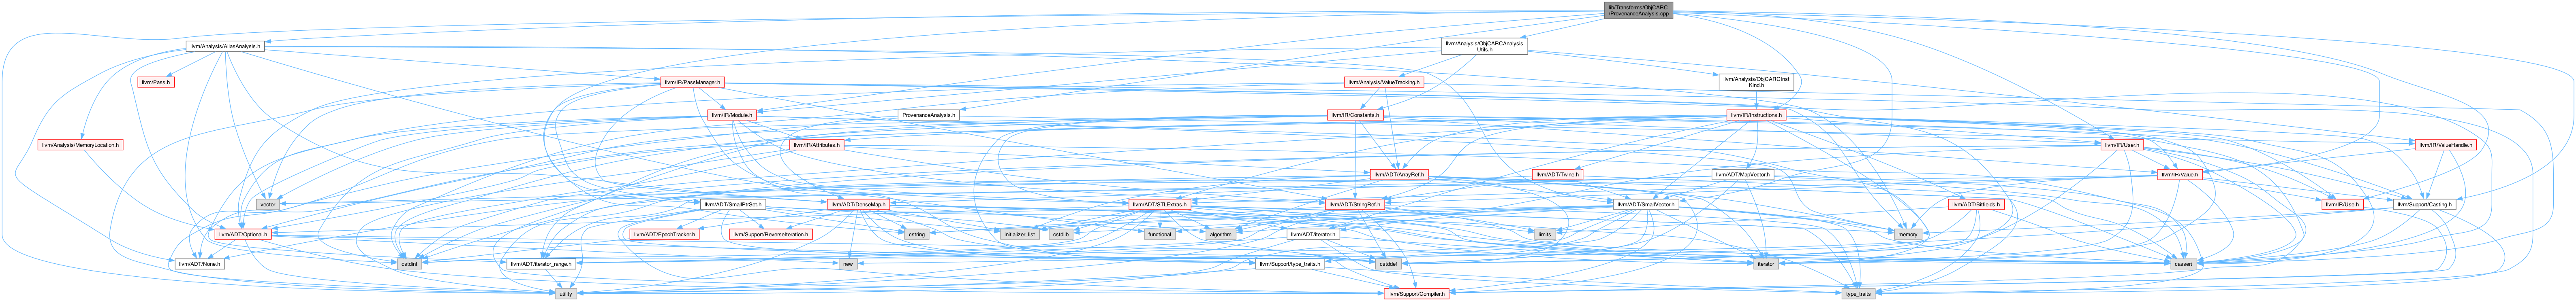 lib/Transforms/ObjCARC
/ProvenanceAnalysis.cpp
llvm/Analysis/AliasAnalysis.h
llvm/Analysis/ObjCARCAnalysis
Utils.h
llvm/Pass.h
llvm/IR/PassManager.h
llvm/Analysis/ValueTracking.h
llvm/Analysis/ObjCARCInst
Kind.h
llvm/IR/Module.h
ProvenanceAnalysis.h
llvm/IR/Constants.h
llvm/IR/Instructions.h
llvm/Analysis/MemoryLocation.h
llvm/IR/Attributes.h
llvm/IR/User.h
llvm/IR/ValueHandle.h
llvm/ADT/ArrayRef.h
llvm/ADT/Twine.h
llvm/ADT/MapVector.h
llvm/IR/Value.h
vector
llvm/ADT/SmallPtrSet.h
llvm/ADT/DenseMap.h
llvm/ADT/STLExtras.h
llvm/ADT/StringRef.h
llvm/ADT/SmallVector.h
llvm/ADT/Bitfields.h
llvm/IR/Use.h
llvm/Support/Casting.h
llvm/ADT/Optional.h
llvm/ADT/EpochTracker.h
llvm/Support/ReverseIteration.h
cstring
initializer_list
cstdlib
functional
algorithm
llvm/ADT/iterator.h
limits
memory
llvm/ADT/None.h
cstdint
llvm/ADT/iterator_range.h
new
llvm/Support/type_traits.h
cstddef
iterator
cassert
utility
llvm/Support/Compiler.h
type_traits